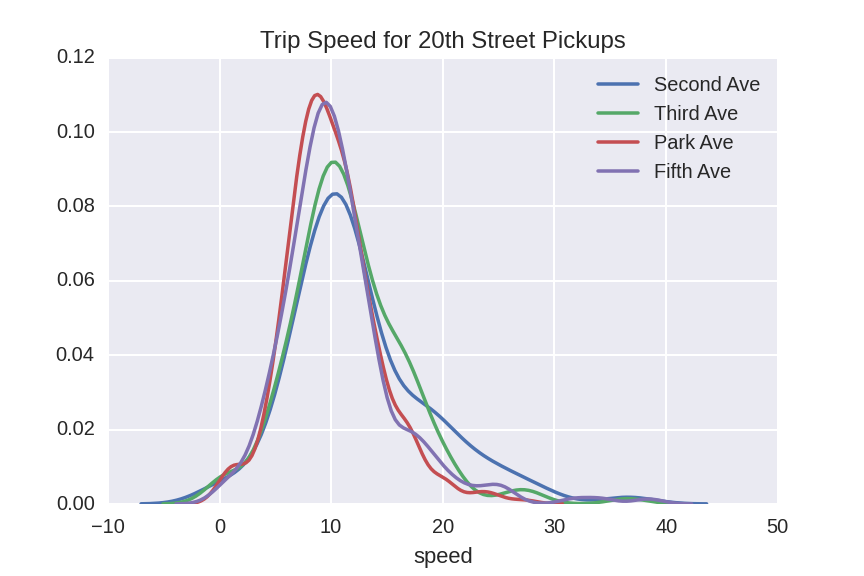 Trip Speed for 20th Street Pickups
0.12
0.10
0.08
0.06
0.04
0.02
0.00
Second Ave
Third Ave
Park Ave
Fifth Ave
−10 0 10 20 30 40 50
speed